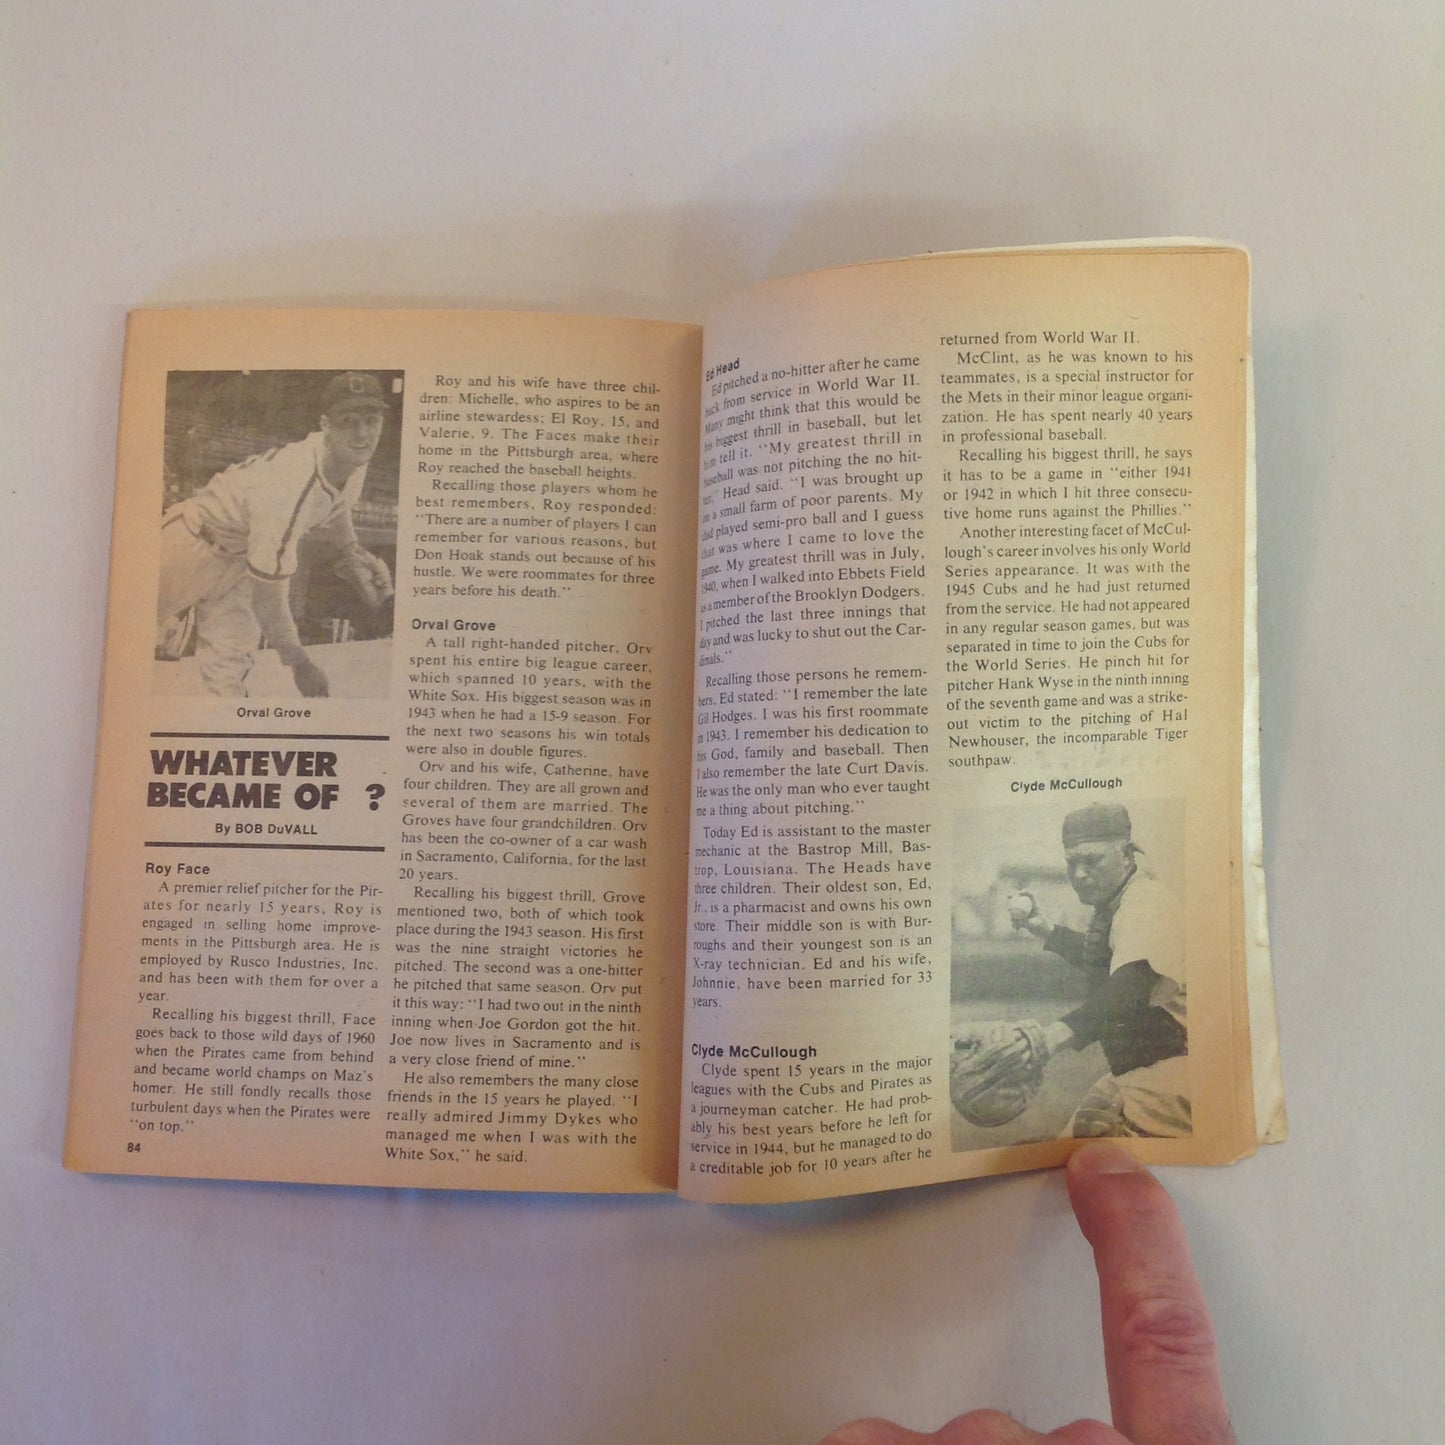 Orval Grove
WHATEVER
BECAME OF ?
By BOB DuVALL
Roy Face
A premier relief pitcher for the Pir-
ates for nearly 15 years, Roy is
engaged in selling home improve-
ments in the Pittsburgh area. He is
employed by Rusco Industries, Inc.
and has been with them for over a
year.
Recalling his biggest thrill, Face
goes back to those wild days of 1960
when the Pirates came from behind
and became world champs on Maz's
homer. He still fondly recalls those
turbulent days when the Pirates were
"on top."
84
Roy and his wife have three chil-
dren: Michelle, who aspires to be an
airline stewardess; El Roy, 15, and
Valerie, 9. The Faces make their
home in the Pittsburgh area, where
Roy reached the baseball heights.
Recalling those players whom he
best remembers, Roy responded:
"There are a number of players I can
remember for various reasons, but
Don Hoak stands out because of his
hustle. We were roommates for three
years before his death."
Orval Grove
A tall right-handed pitcher, Orv
spent his entire big league career,
which spanned 10 years, with the
White Sox. His biggest season was in
1943 when he had a 15-9 season. For
the next two seasons his win totals
were also in double figures.
Orv and his wife, Catherine, have
four children. They are all grown and
several of them are married. The
Groves have four grandchildren. Orv
has been the co-owner of a car wash
in Sacramento, California, for the last
20 years.
Recalling his biggest thrill, Grove
mentioned two, both of which took
place during the 1943 season. His first
was the nine straight victories he
pitched. The second was a one-hitter
he pitched that same season. Orv put
it this way: "I had two out in the ninth
inning when Joe Gordon got the hit.
Joe now lives in Sacramento and is
a very close friend of mine."
He also remembers the many close
friends in the 15 years he played. "I
really admired Jimmy Dykes who
managed me when I was with the
White Sox," he said.
Ed Head
Ed pitched a no-hitter after he came
back from service in World War II.
Many might think that this would be
his biggest thrill in baseball, but let
him tell it. "My greatest thrill in
baseball was not pitching the no hit-
ter," Head said. "I was brought up
on a small farm of poor parents. My
dad played semi-pro ball and I guess
that was where I came to love the
game. My greatest thrill was in July,
1940, when I walked into Ebbets Field
as a member of the Brooklyn Dodgers.
I pitched the last three innings that
day and was lucky to shut out the Car-
dinals."
Recalling those persons he remem-
bers, Ed stated: "I remember the late
Gil Hodges. I was his first roommate
in 1943. I remember his dedication to
his God, family and baseball. Then
I also remember the late Curt Davis.
He was the only man who ever taught
me a thing about pitching."
Today Ed is assistant to the master
mechanic at the Bastrop Mill, Bas-
trop, Louisiana. The Heads have
three children. Their oldest son, Ed,
Jr., is a pharmacist and owns his own
store. Their middle son is with Bur-
roughs and their youngest son is an
X-ray technician. Ed and his wife,
Johnnie, have been married for 33
years.
Clyde McCullough
Clyde spent 15 years in the major
leagues with the Cubs and Pirates as
a journeyman catcher. He had prob-
ably his best years before he left for
service in 1944, but he managed to do
a creditable job for 10 years after he
returned from World War II.
McClint, as he was known to his
teammates, is a special instructor for
the Mets in their minor league organi-
zation. He has spent nearly 40 years
in professional baseball.
Recalling his biggest thrill, he says
it has to be a game in "either 1941
or 1942 in which I hit three consecu-
tive home runs against the Phillies."
Another interesting facet of McCul-
lough's career involves his only World
Series appearance. It was with the
1945 Cubs and he had just returned
from the service. He had not appeared
in any regular season games, but was
separated in time to join the Cubs for
the World Series. He pinch hit for
pitcher Hank Wyse in the ninth inning
of the seventh game and was a strike-
out victim to the pitching of Hal
Newhouser, the incomparable Tiger
southpaw.
Clyde McCullough